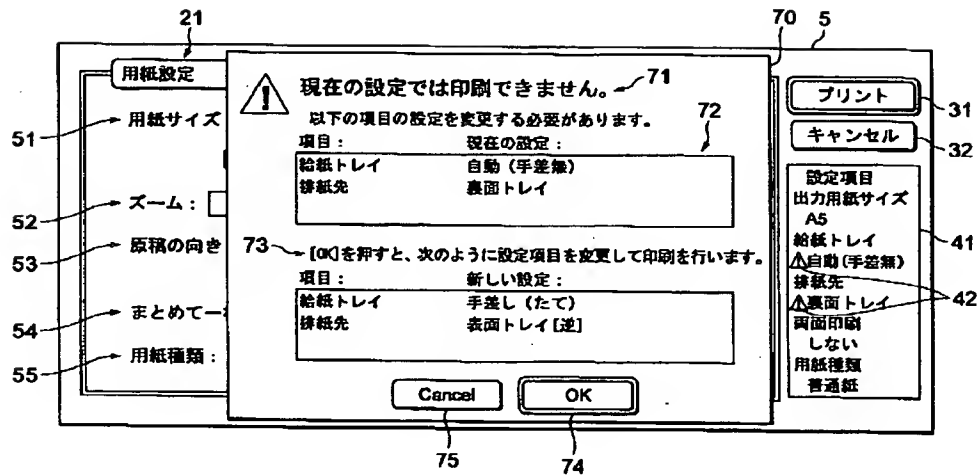 21
70
5
用紙設定
現在の設定では印刷できません。
71
プリント
31
51
用紙サイズ
以下の項目の設定を変更する必要があります。
72
キャンセル
32
項目: 現在の設定:
給紙トレイ 自動(手差無)
排紙先 裏面トレイ
52
ズーム:
53
原稿の向き
73
[OK]を押すと、次のように設定項目を変更して印刷を行います。
項目: 新しい設定:
給紙トレイ 手差し(たて)
排紙先 表面トレイ[逆]
54
まとめて一
55
用紙種類:
Cancel
OK
75
74
設定項目
出力用紙サイズ
A5
給紙トレイ
自動(手差無)
排紙先
裏面トレイ
両面印刷
しない
用紙種類
普通紙
41
42